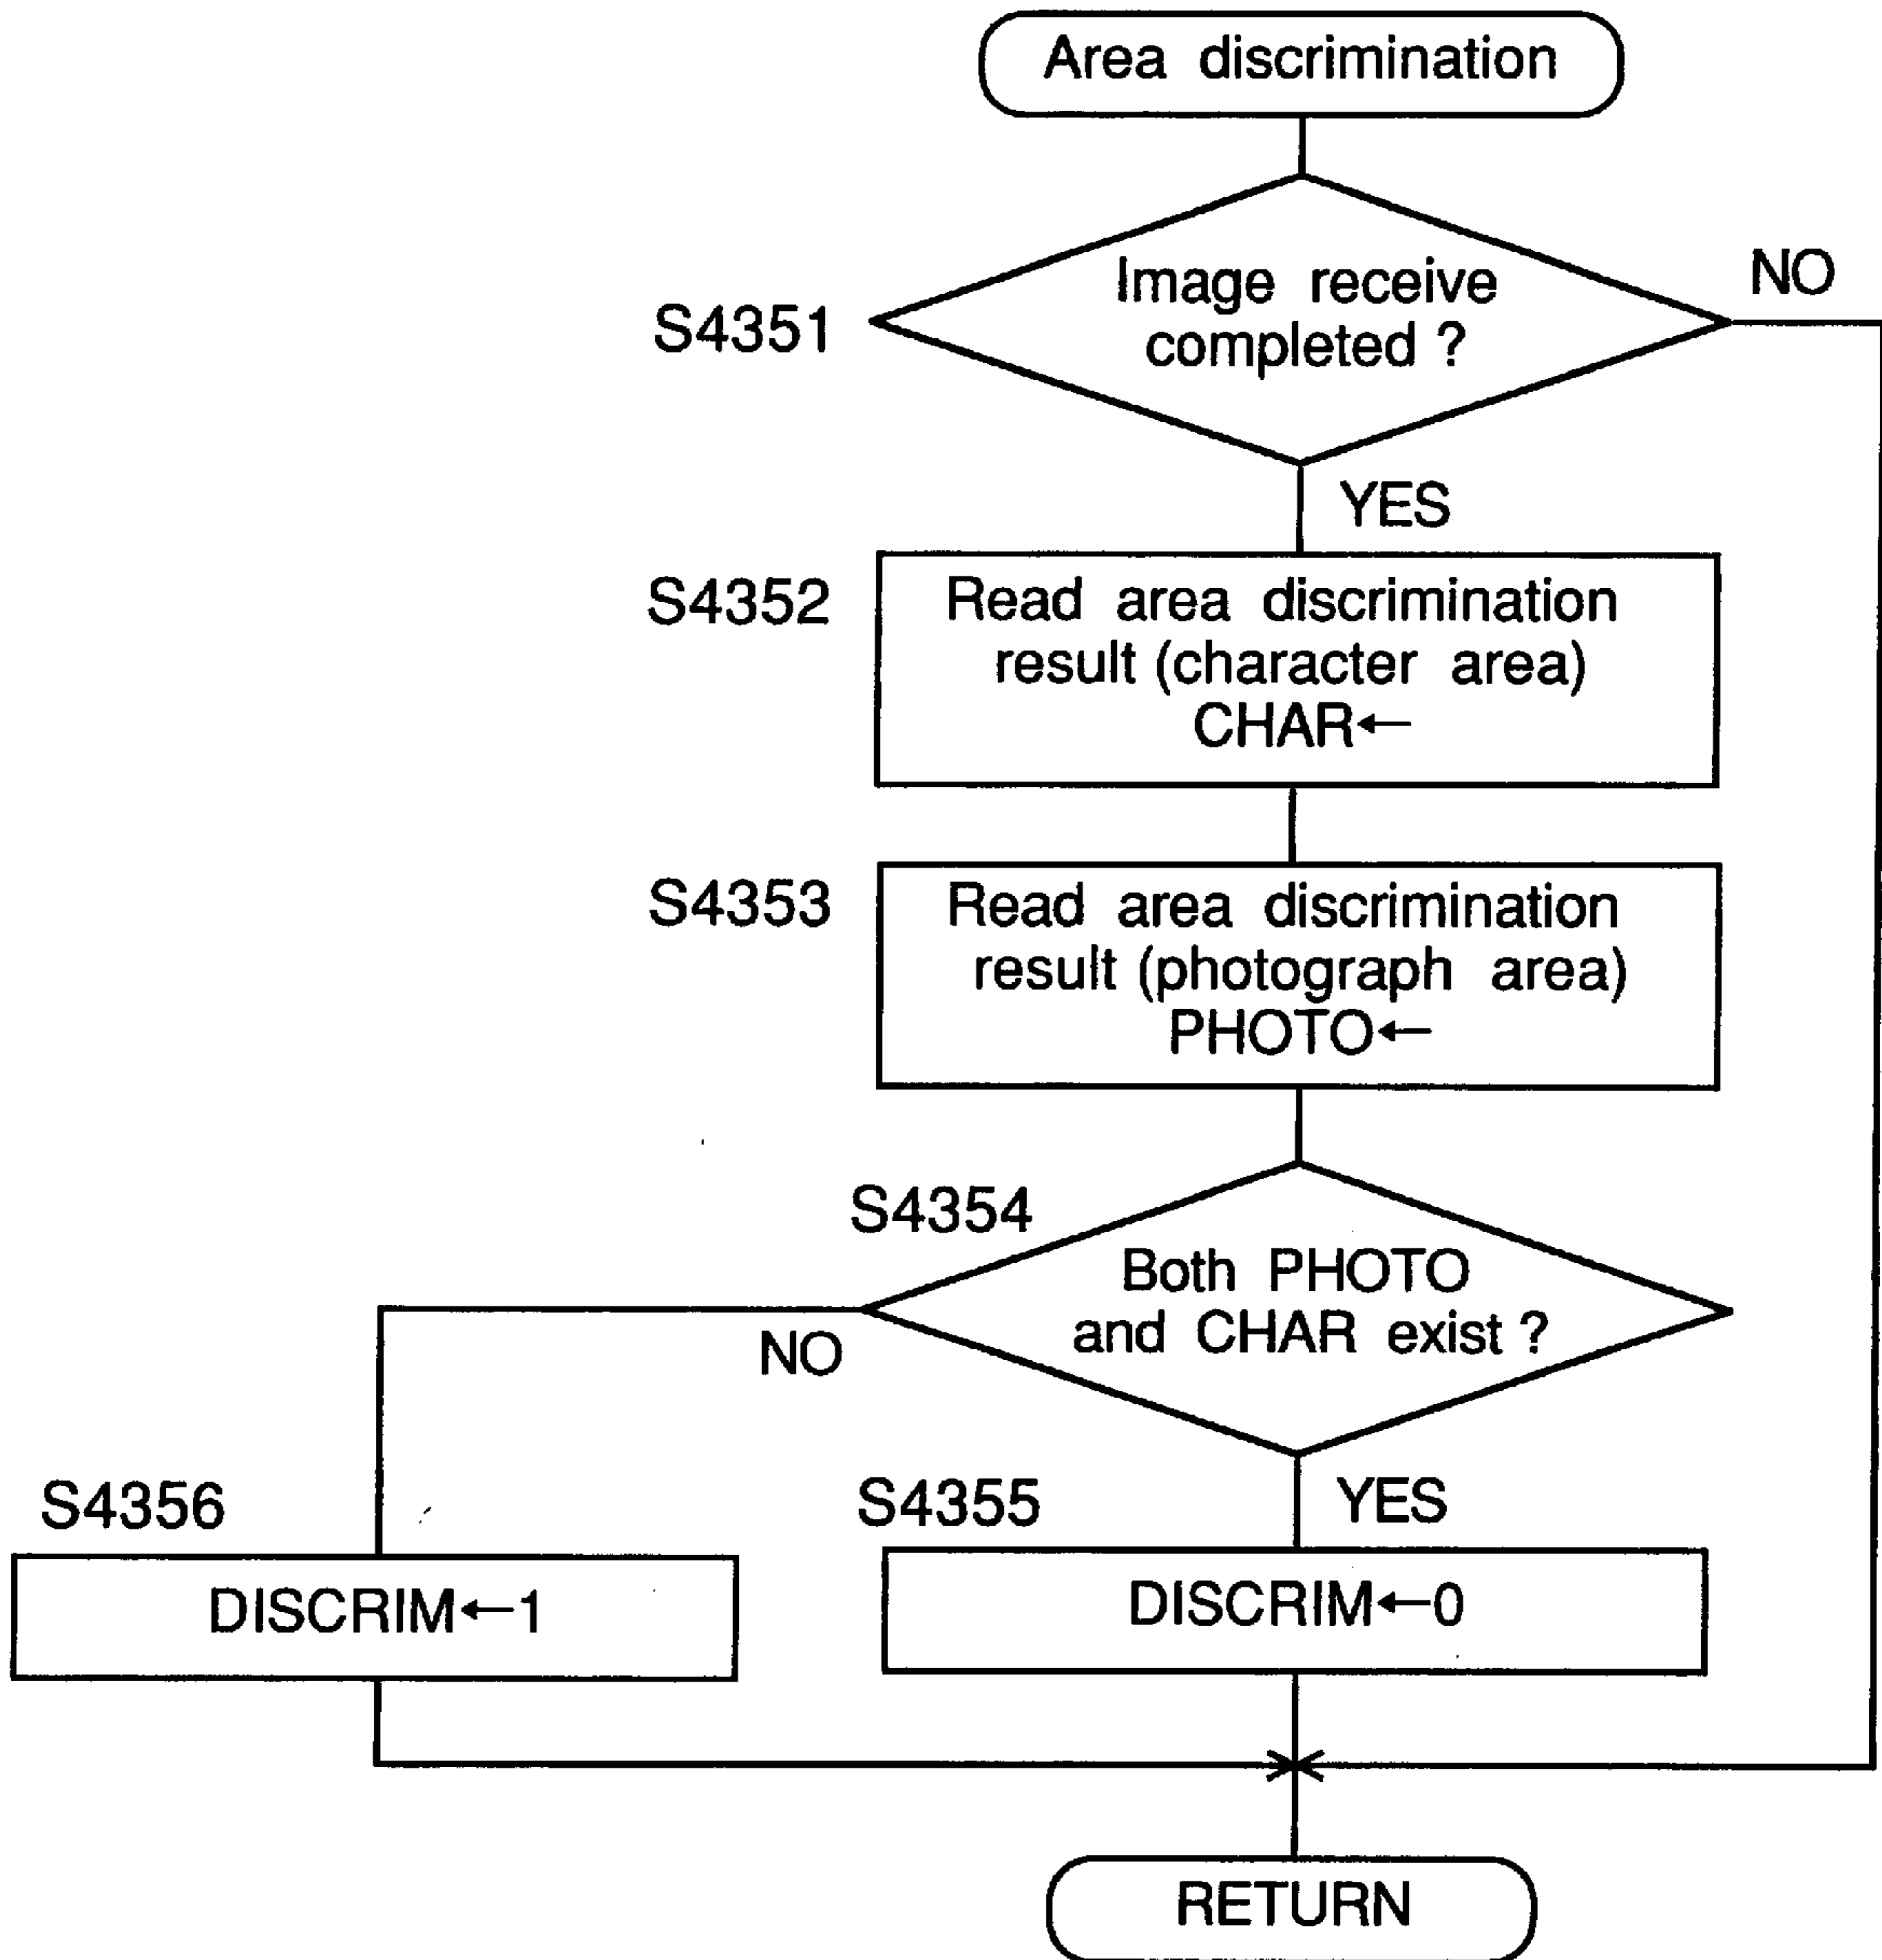 Area discrimination
Image receive
completed ?
NO
S4351
YES
S4352
Read area discrimination
result (character area)
CHAR←
S4353
Read area discrimination
result (photograph area)
PHOTO←
S4354
Both PHOTO
and CHAR exist ?
NO
S4356
S4355
YES
DISCRIM←1
DISCRIM←0
RETURN